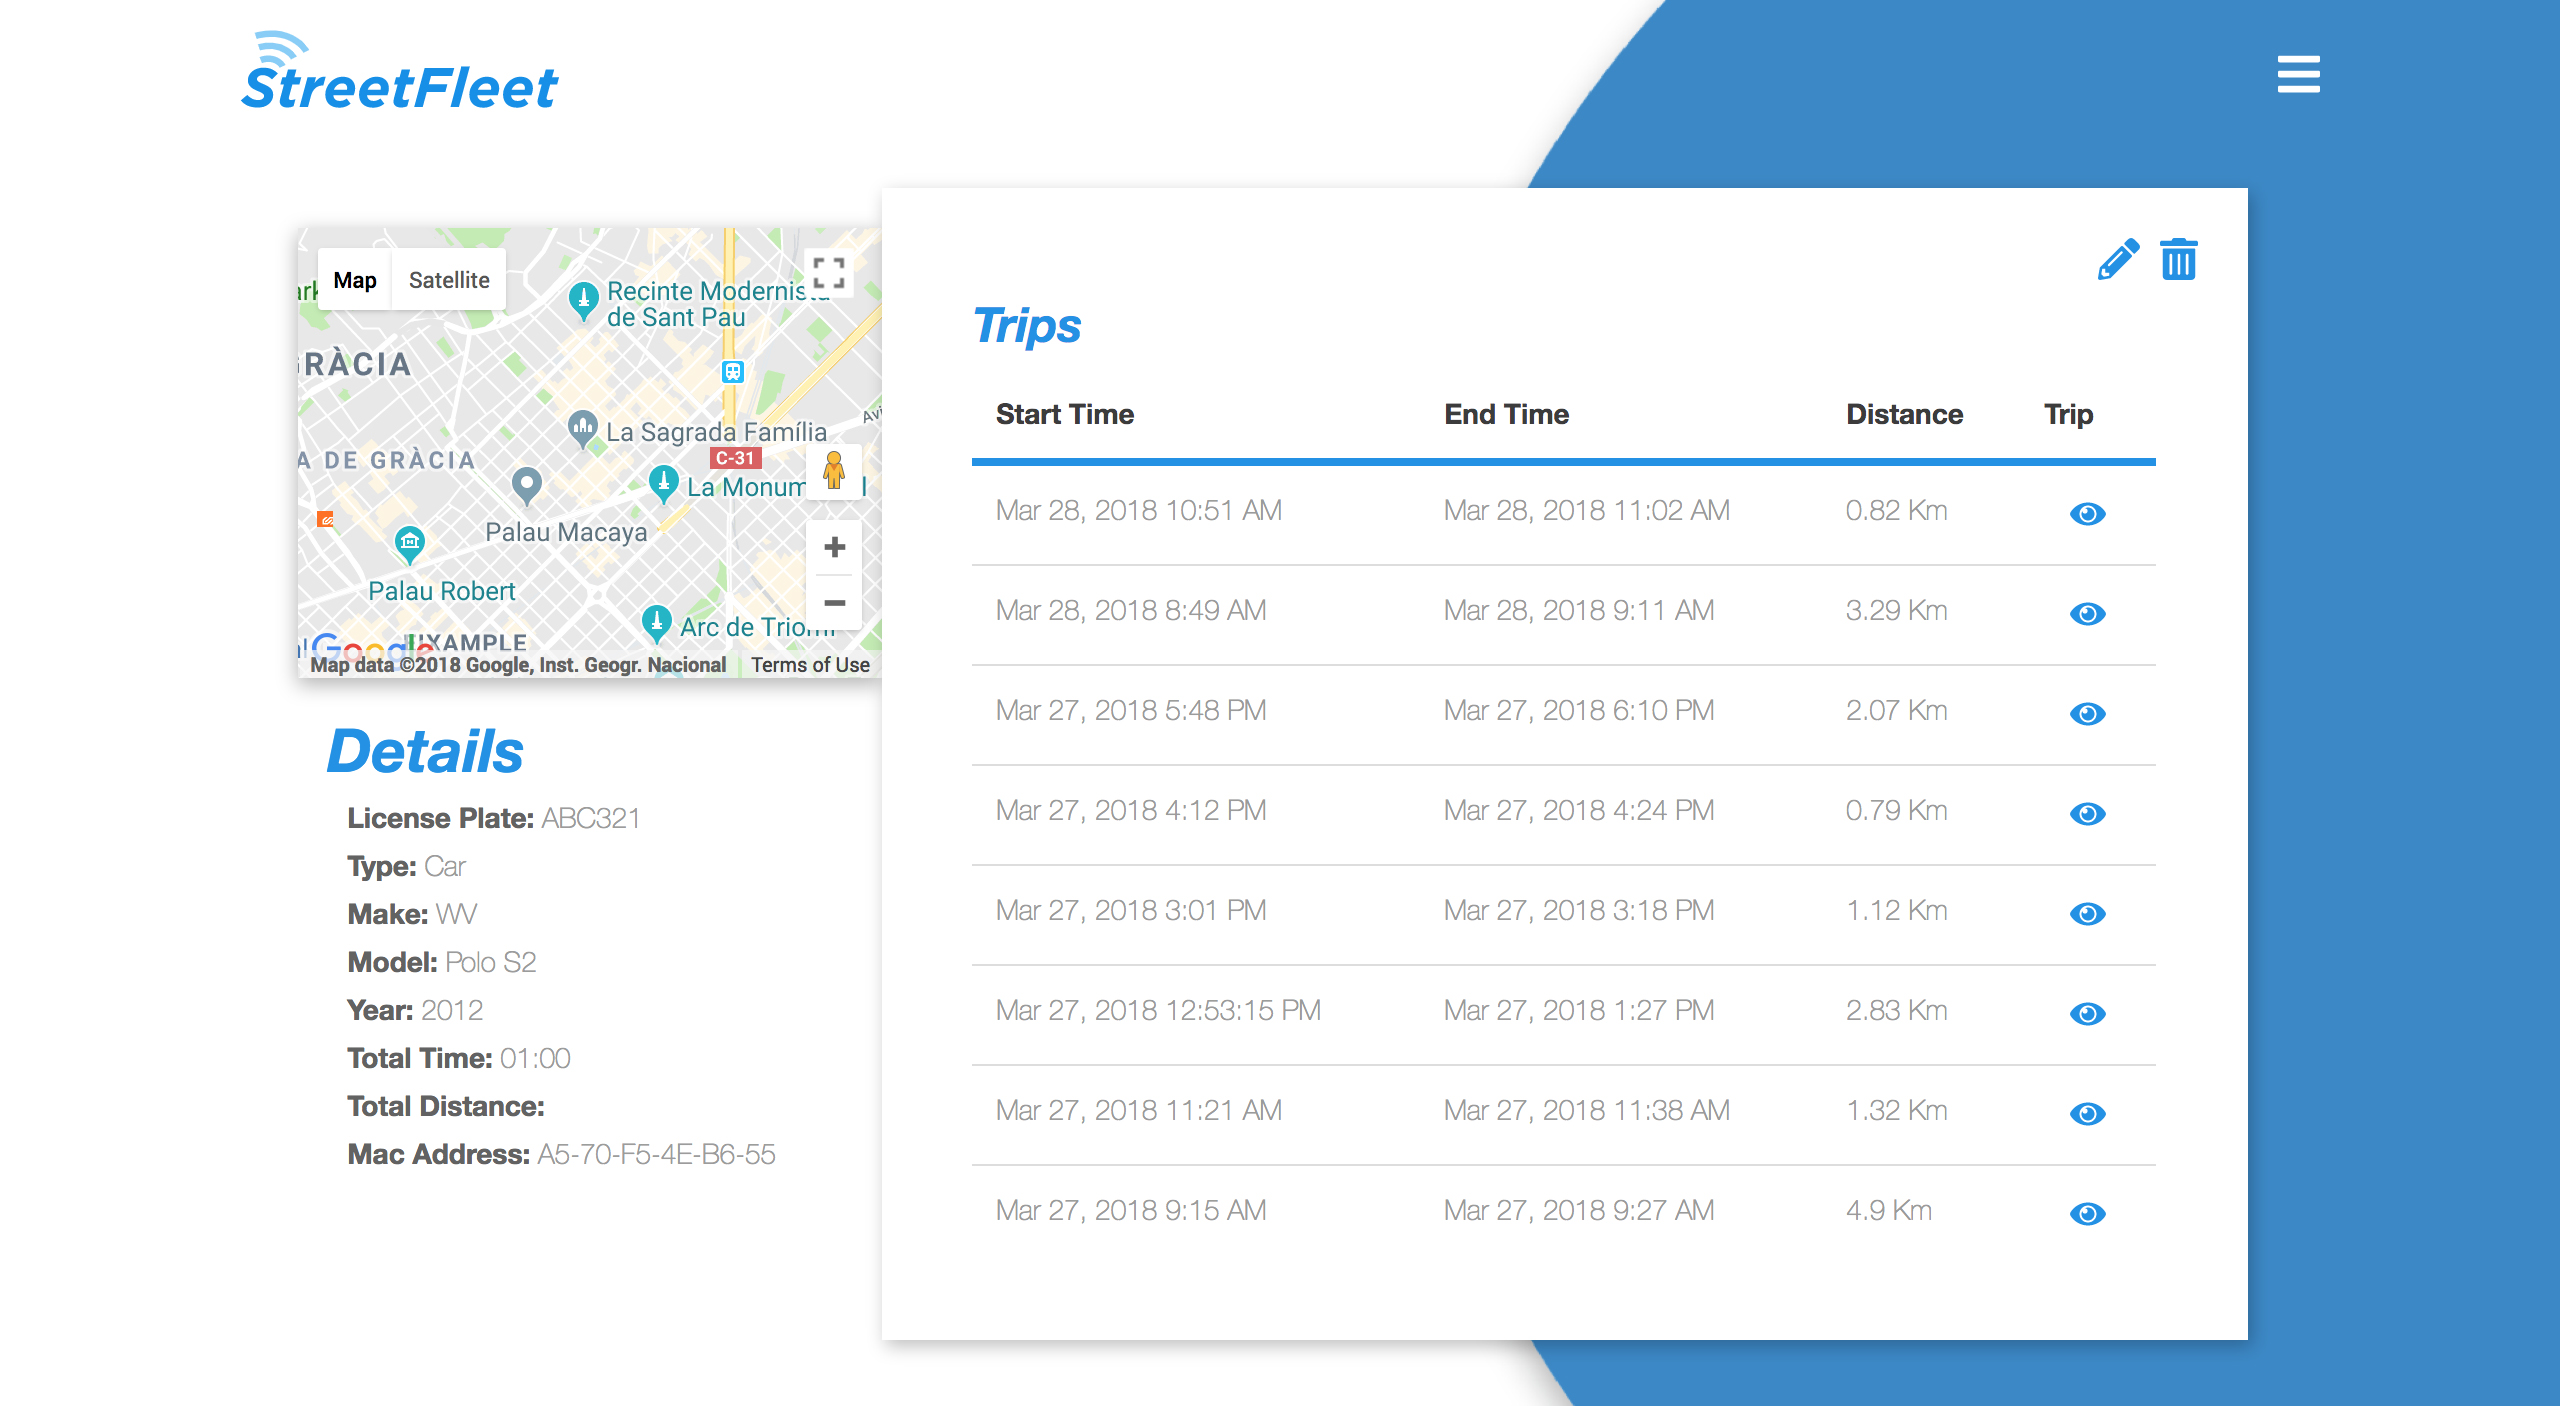 StreetFleet
Map
Satellite
Recinte Modernista
de Sant Pau
GRÀCIA
La Sagrada Família
C-31
DE GRÀCIA
Palau Macaya
Palau Robert
Google
Map data ©2018 Google, Inst. Geogr. Nacional
Terms of Use
Details
License Plate: ABC321
Type: Car
Make: WV
Model: Polo S2
Year: 2012
Total Time: 01:00
Total Distance:
Mac Address: A5-70-F5-4E-B6-55
Trips
Start Time End Time Distance Trip
Mar 28, 2018 10:51 AM Mar 28, 2018 11:02 AM 0.82 Km
Mar 28, 2018 8:49 AM Mar 28, 2018 9:11 AM 3.29 Km
Mar 27, 2018 5:48 PM Mar 27, 2018 6:10 PM 2.07 Km
Mar 27, 2018 4:12 PM Mar 27, 2018 4:24 PM 0.79 Km
Mar 27, 2018 3:01 PM Mar 27, 2018 3:18 PM 1.12 Km
Mar 27, 2018 12:53:15 PM Mar 27, 2018 1:27 PM 2.83 Km
Mar 27, 2018 11:21 AM Mar 27, 2018 11:38 AM 1.32 Km
Mar 27, 2018 9:15 AM Mar 27, 2018 9:27 AM 4.9 Km